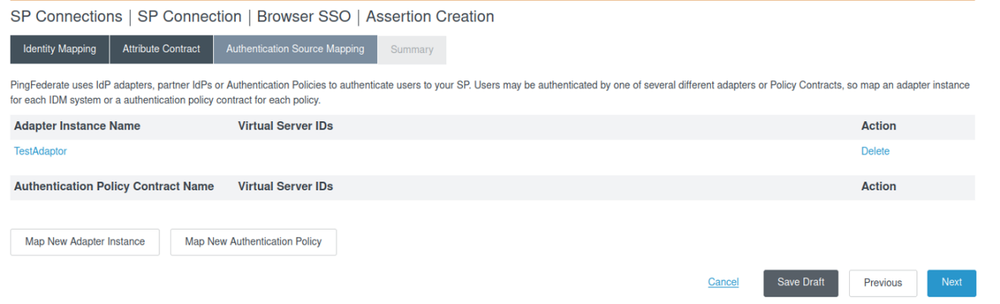 SP Connections | SP Connection | Browser SSO | Assertion Creation
Identity Mapping Attribute Contract Authentication Source Mapping Summary
PingFederate uses IdP adapters, partner IdPs or Authentication Policies to authenticate users to your SP. Users may be authenticated by one of several different adapters or Policy Contracts, so map an adapter instance
for each IDM system or a authentication policy contract for each policy.
Adapter Instance Name Virtual Server IDs Action
TestAdaptor Delete
Authentication Policy Contract Name Virtual Server IDs Action
Map New Adapter Instance Map New Authentication Policy
Cancel Save Draft Previous Next